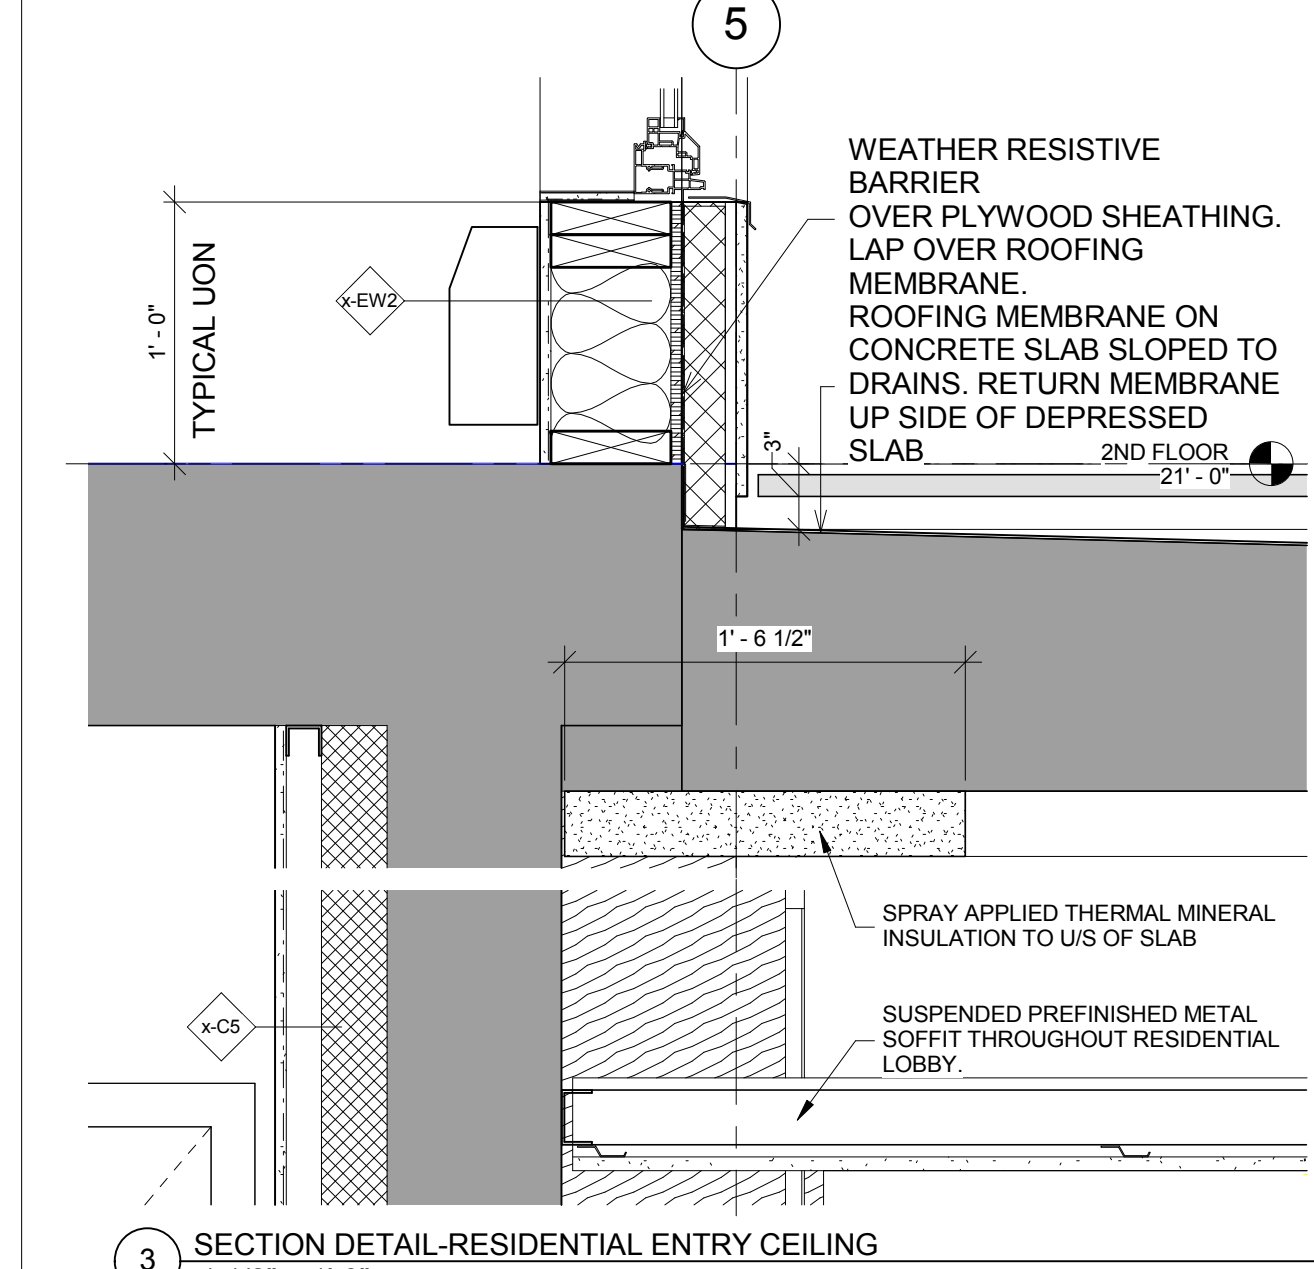 5
WEATHER RESISTIVE
BARRIER
OVER PLYWOOD SHEATHING.
LAP OVER ROOFING
MEMBRANE.
ROOFING MEMBRANE ON
CONCRETE SLAB SLOPED TO
DRAINS. RETURN MEMBRANE
UP SIDE OF DEPRESSED
SLAB
1' - 0"
TYPICAL UON
x-EW2
3"
2ND FLOOR
21' - 0"
1' - 6 1/2"
SPRAY APPLIED THERMAL MINERAL
INSULATION TO U/S OF SLAB
x-C5
SUSPENDED PREFINISHED METAL
SOFFIT THROUGHOUT RESIDENTIAL
LOBBY.
3
SECTION DETAIL-RESIDENTIAL ENTRY CEILING